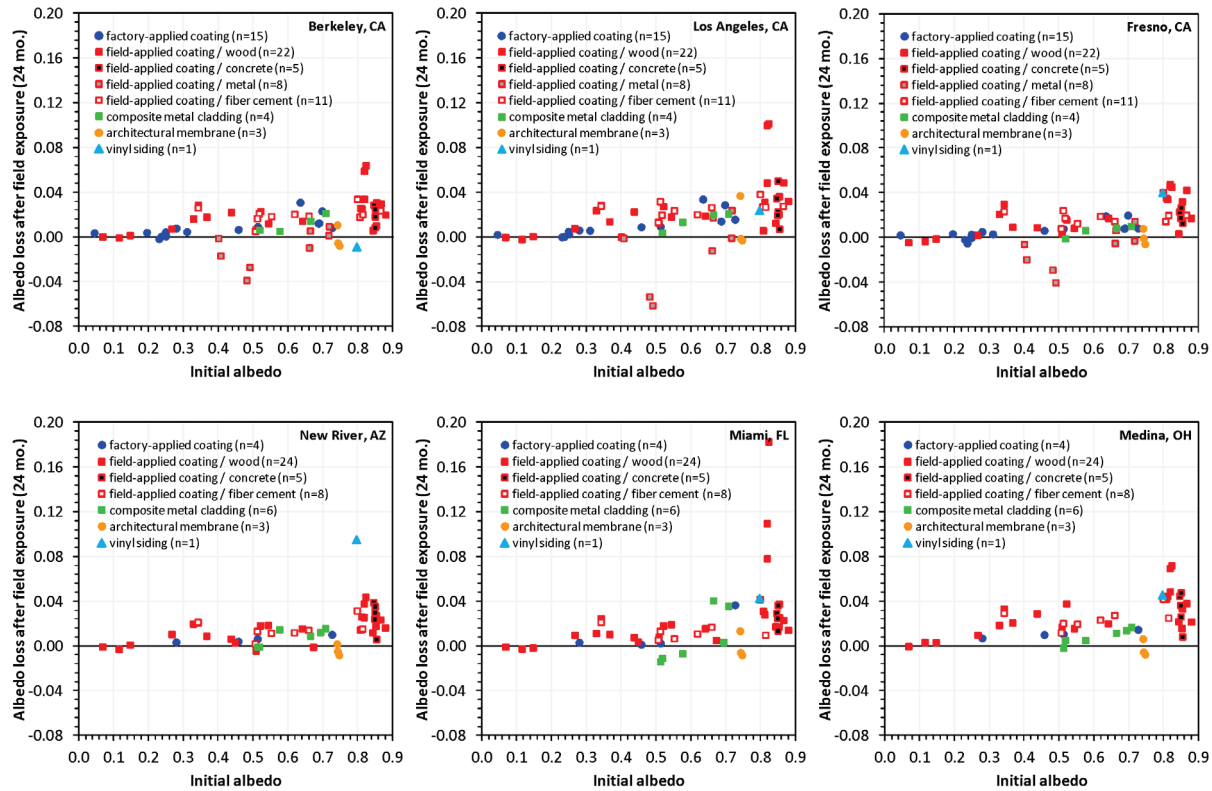 Albedo loss after field exposure (24 mo.)
0.20
0.16
0.12
0.08
0.04
0.00
-0.04
-0.08
Berkeley, CA
factory-applied coating (n=15)
field-applied coating / wood (n=22)
field-applied coating / concrete (n=5)
field-applied coating / metal (n=8)
field-applied coating / fiber cement (n=11)
composite metal cladding (n=4)
architectural membrane (n=3)
vinyl siding (n=1)
0.0 0.1 0.2 0.3 0.4 0.5 0.6 0.7 0.8 0.9
Initial albedo
Albedo loss after field exposure (24 mo.)
0.20
0.16
0.12
0.08
0.04
0.00
-0.04
-0.08
Los Angeles, CA
factory-applied coating (n=15)
field-applied coating / wood (n=22)
field-applied coating / concrete (n=5)
field-applied coating / metal (n=8)
field-applied coating / fiber cement (n=11)
composite metal cladding (n=4)
architectural membrane (n=3)
vinyl siding (n=1)
0.0 0.1 0.2 0.3 0.4 0.5 0.6 0.7 0.8 0.9
Initial albedo
Albedo loss after field exposure (24 mo.)
0.20
0.16
0.12
0.08
0.04
0.00
-0.04
-0.08
Fresno, CA
factory-applied coating (n=15)
field-applied coating / wood (n=22)
field-applied coating / concrete (n=5)
field-applied coating / metal (n=8)
field-applied coating / fiber cement (n=11)
composite metal cladding (n=4)
architectural membrane (n=3)
vinyl siding (n=1)
0.0 0.1 0.2 0.3 0.4 0.5 0.6 0.7 0.8 0.9
Initial albedo
Albedo loss after field exposure (24 mo.)
0.20
0.16
0.12
0.08
0.04
0.00
-0.04
-0.08
New River, AZ
factory-applied coating (n=4)
field-applied coating / wood (n=24)
field-applied coating / concrete (n=5)
field-applied coating / fiber cement (n=8)
composite metal cladding (n=6)
architectural membrane (n=3)
vinyl siding (n=1)
0.0 0.1 0.2 0.3 0.4 0.5 0.6 0.7 0.8 0.9
Initial albedo
Albedo loss after field exposure (24 mo.)
0.20
0.16
0.12
0.08
0.04
0.00
-0.04
-0.08
Miami, FL
factory-applied coating (n=4)
field-applied coating / wood (n=24)
field-applied coating / concrete (n=5)
field-applied coating / fiber cement (n=8)
composite metal cladding (n=6)
architectural membrane (n=3)
vinyl siding (n=1)
0.0 0.1 0.2 0.3 0.4 0.5 0.6 0.7 0.8 0.9
Initial albedo
Albedo loss after field exposure (24 mo.)
0.20
0.16
0.12
0.08
0.04
0.00
-0.04
-0.08
Medina, OH
factory-applied coating (n=4)
field-applied coating / wood (n=24)
field-applied coating / concrete (n=5)
field-applied coating / fiber cement (n=8)
composite metal cladding (n=6)
architectural membrane (n=3)
vinyl siding (n=1)
0.0 0.1 0.2 0.3 0.4 0.5 0.6 0.7 0.8 0.9
Initial albedo